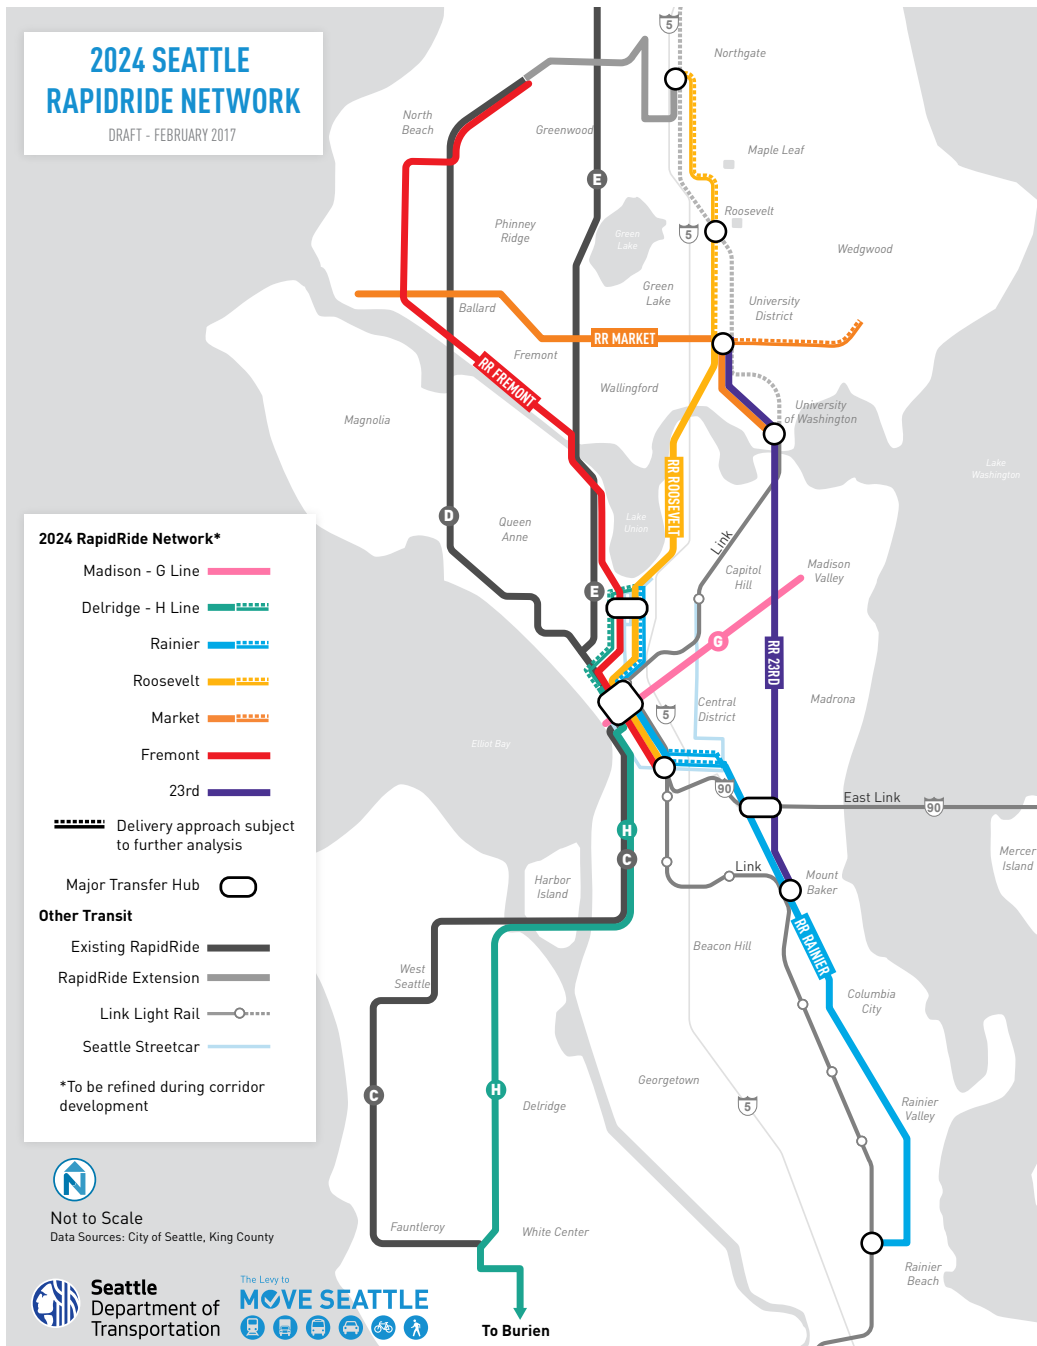 2024 SEATTLE
RAPIDRIDE NETWORK
DRAFT - FEBRUARY 2017
5
Northgate
North
Beach
Greenwood
Maple Leaf
E
Roosevelt
Phinney
Ridge
Green
Lake
5
Wedgwood
Green
Lake
University
District
Ballard
RR MARKET
Fremont
RR FREMONT
Wallingford
University
of Washington
Magnolia
Lake
Washington
RR ROOSEVELT
D
Queen
Anne
Lake
Union
Link
Capitol
Hill
Madison
Valley
E
G
RR 23RD
Central
District
Madrona
5
Elliot Bay
90
East Link
90
H
C
Link
Mount
Baker
Mercer
Island
Harbor
Island
Beacon Hill
RR RAINIER
West
Seattle
Columbia
City
Georgetown
C
H
Delridge
5
Rainier
Valley
Fauntleroy
White Center
Rainier
Beach
To Burien
2024 RapidRide Network*
Madison - G Line
Delridge - H Line
Rainier
Roosevelt
Market
Fremont
23rd
Delivery approach subject
to further analysis
Major Transfer Hub
Other Transit
Existing RapidRide
RapidRide Extension
Link Light Rail
Seattle Streetcar
*To be refined during corridor
development
N
Not to Scale
Data Sources: City of Seattle, King County
Seattle
Department of
Transportation
The Levy to
MOVE SEATTLE